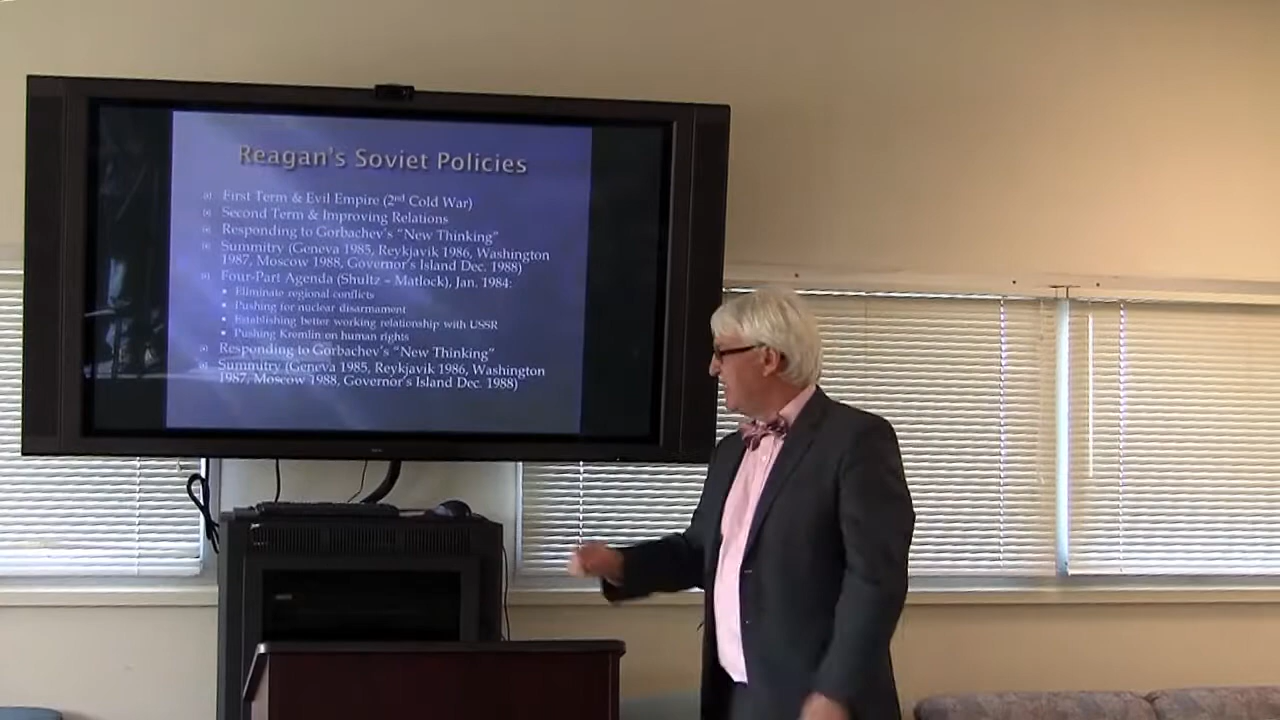 Reagan's Soviet Policies
First Term & Evil Empire (2nd Cold War)
Second Term & Improving Relations
Responding to Gorbachev's "New Thinking"
Summitry (Geneva 1985, Reykjavik 1986, Washington
1987, Moscow 1988, Governor's Island Dec. 1988)
Four-Part Agenda (Shultz – Matlock), Jan. 1984:
Eliminate regional conflicts
Pushing for nuclear disarmament
Establishing better working relationship with USSR
Pushing Kremlin on human rights
Responding to Gorbachev's "New Thinking"
Summitry (Geneva 1985, Reykjavik 1986, Washington
1987, Moscow 1988, Governor's Island Dec. 1988)